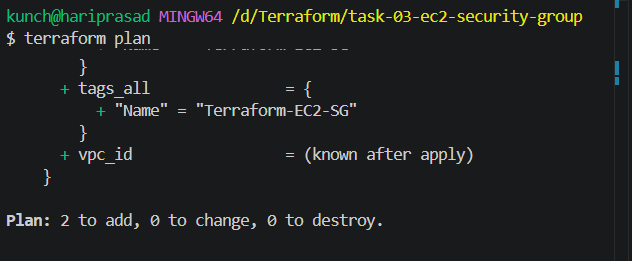 kunch@hariprasad MINGW64 /d/Terraform/task-03-ec2-security-group
$ terraform plan
        }
      + tags_all               = {
          + "Name" = "Terraform-EC2-SG"
        }
      + vpc_id                 = (known after apply)
    }

Plan: 2 to add, 0 to change, 0 to destroy.